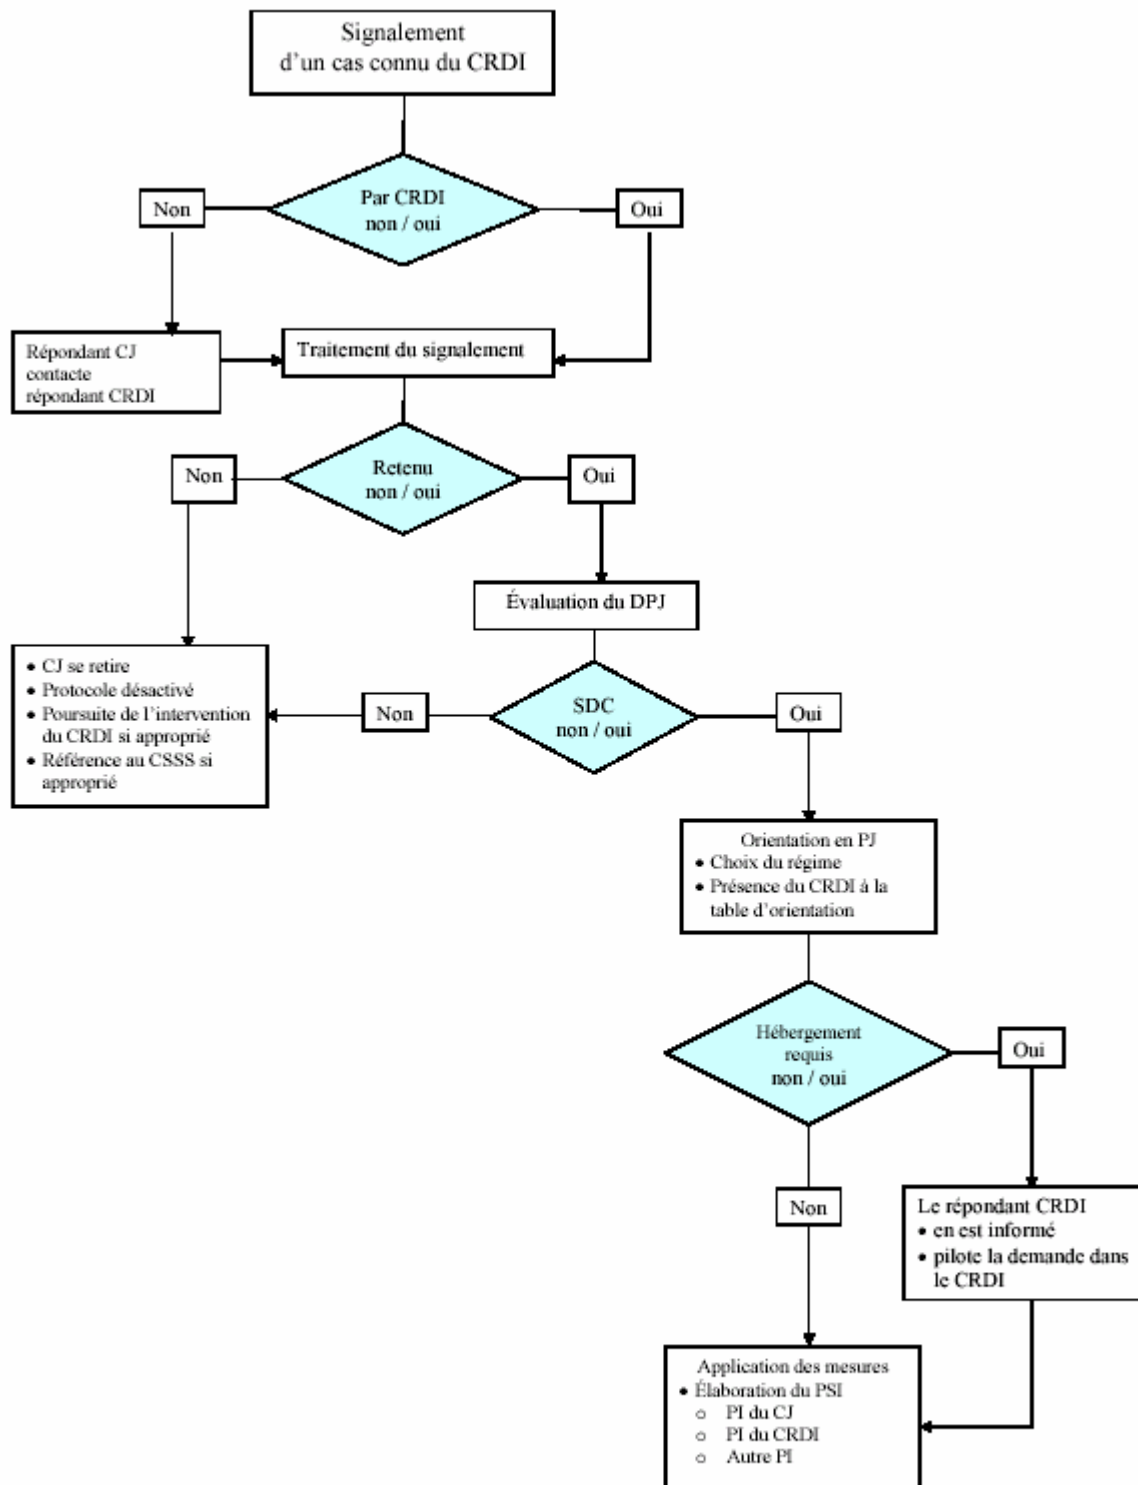 Signalement
d'un cas connu du CRDI
Par CRDI
non / oui
Non
Oui
Répondant CJ
contacte
répondant CRDI
Traitement du signalement
Retenu
non / oui
Non
Oui
Évaluation du DPJ
• CJ se retire
• Protocole désactivé
• Poursuite de l'intervention
du CRDI si approprié
• Référence au CSSS si
approprié
Non
SDC
non / oui
Oui
Orientation en PJ
• Choix du régime
• Présence du CRDI à la
table d'orientation
Hébergement
requis
non / oui
Oui
Non
Le répondant CRDI
• en est informé
• pilote la demande dans
le CRDI
Application des mesures
• Élaboration du PSI
o PI du CJ
o PI du CRDI
o Autre PI